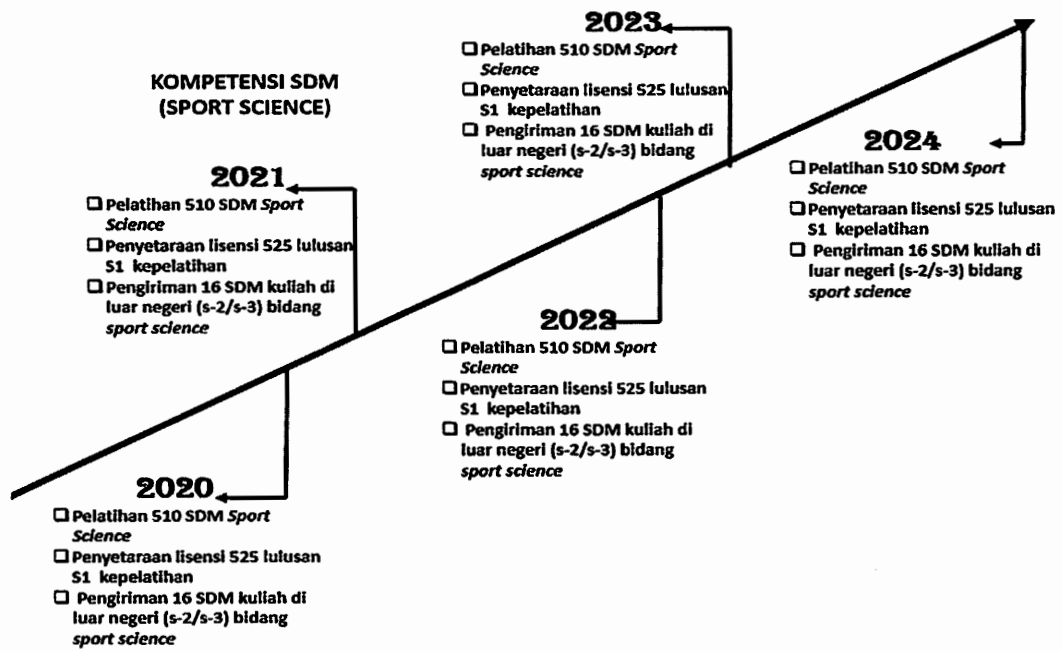 KOMPETENSI SDM
(SPORT SCIENCE)
2020
❑ Pelatihan 510 SDM Sport
Science
❑ Penyetaraan lisensi 525 lulusan
S1 kepelatihan
❑ Pengiriman 16 SDM kuliah di
luar negeri (s-2/s-3) bidang
sport science
2021
❑ Pelatihan 510 SDM Sport
Science
❑ Penyetaraan lisensi 525 lulusan
S1 kepelatihan
❑ Pengiriman 16 SDM kuliah di
luar negeri (s-2/s-3) bidang
sport science
2022
❑ Pelatihan 510 SDM Sport
Science
❑ Penyetaraan lisensi 525 lulusan
S1 kepelatihan
❑ Pengiriman 16 SDM kuliah di
luar negeri (s-2/s-3) bidang
sport science
2023
❑ Pelatihan 510 SDM Sport
Science
❑ Penyetaraan lisensi 525 lulusan
S1 kepelatihan
❑ Pengiriman 16 SDM kuliah di
luar negeri (s-2/s-3) bidang
sport science
2024
❑ Pelatihan 510 SDM Sport
Science
❑ Penyetaraan lisensi 525 lulusan
S1 kepelatihan
❑ Pengiriman 16 SDM kuliah di
luar negeri (s-2/s-3) bidang
sport science